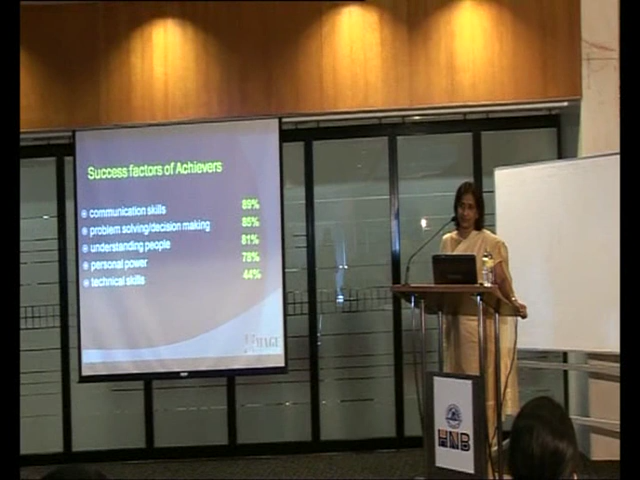 Success factors of Achievers
communication skills 89%
problem solving/decision making 85%
understanding people 81%
personal power 78%
technical skills 44%
IMAGE
HNB